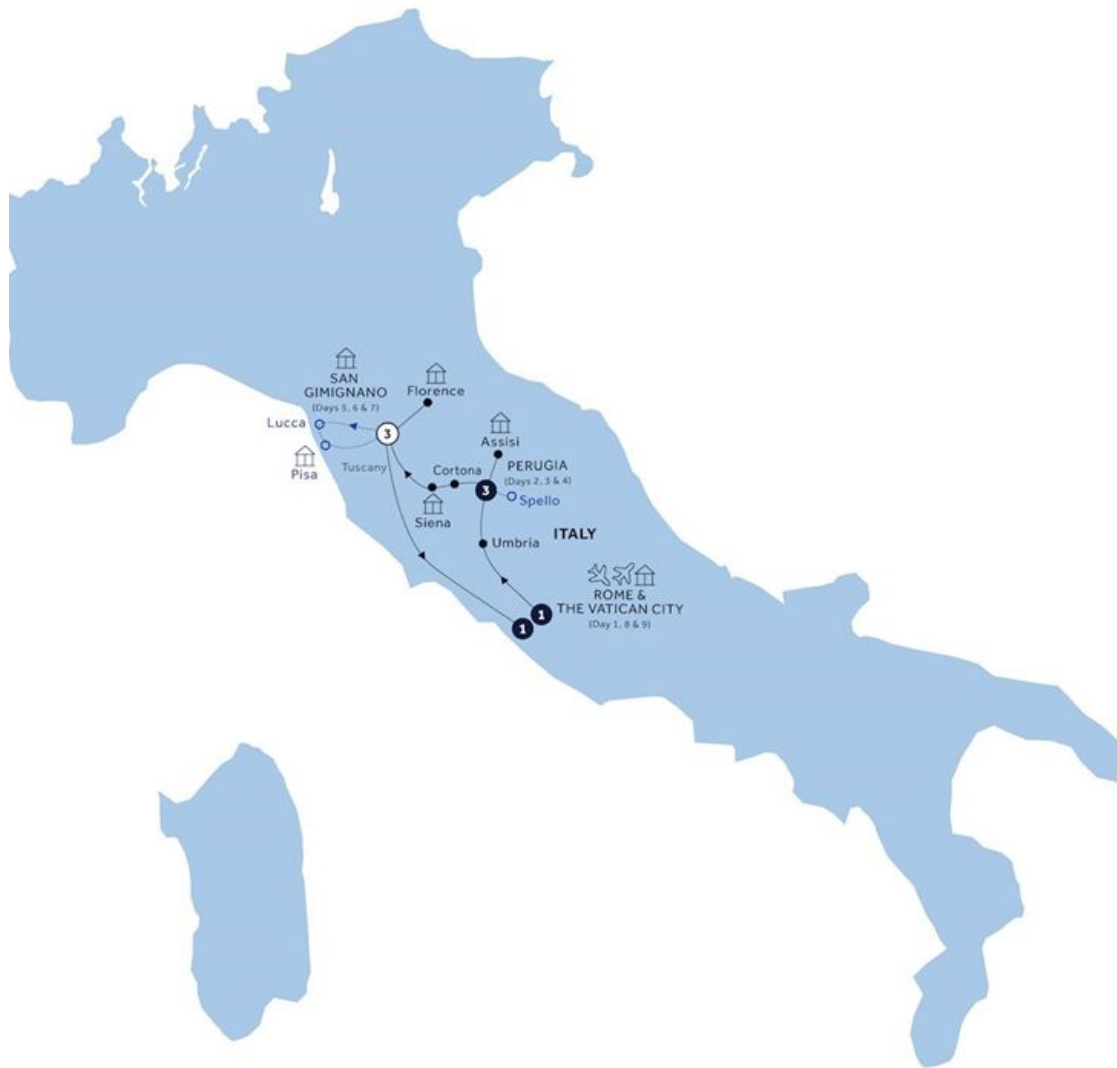 SAN
GIMIGNANO
(Days 5, 6 & 7)
Florence
Lucca
3
Pisa
Tuscany
Assisi
Cortona
PERUGIA
(Days 2, 3 & 4)
3
Spello
Siena
Umbria
ITALY
ROME &
THE VATICAN CITY
(Day 1, 8 & 9)
1
1